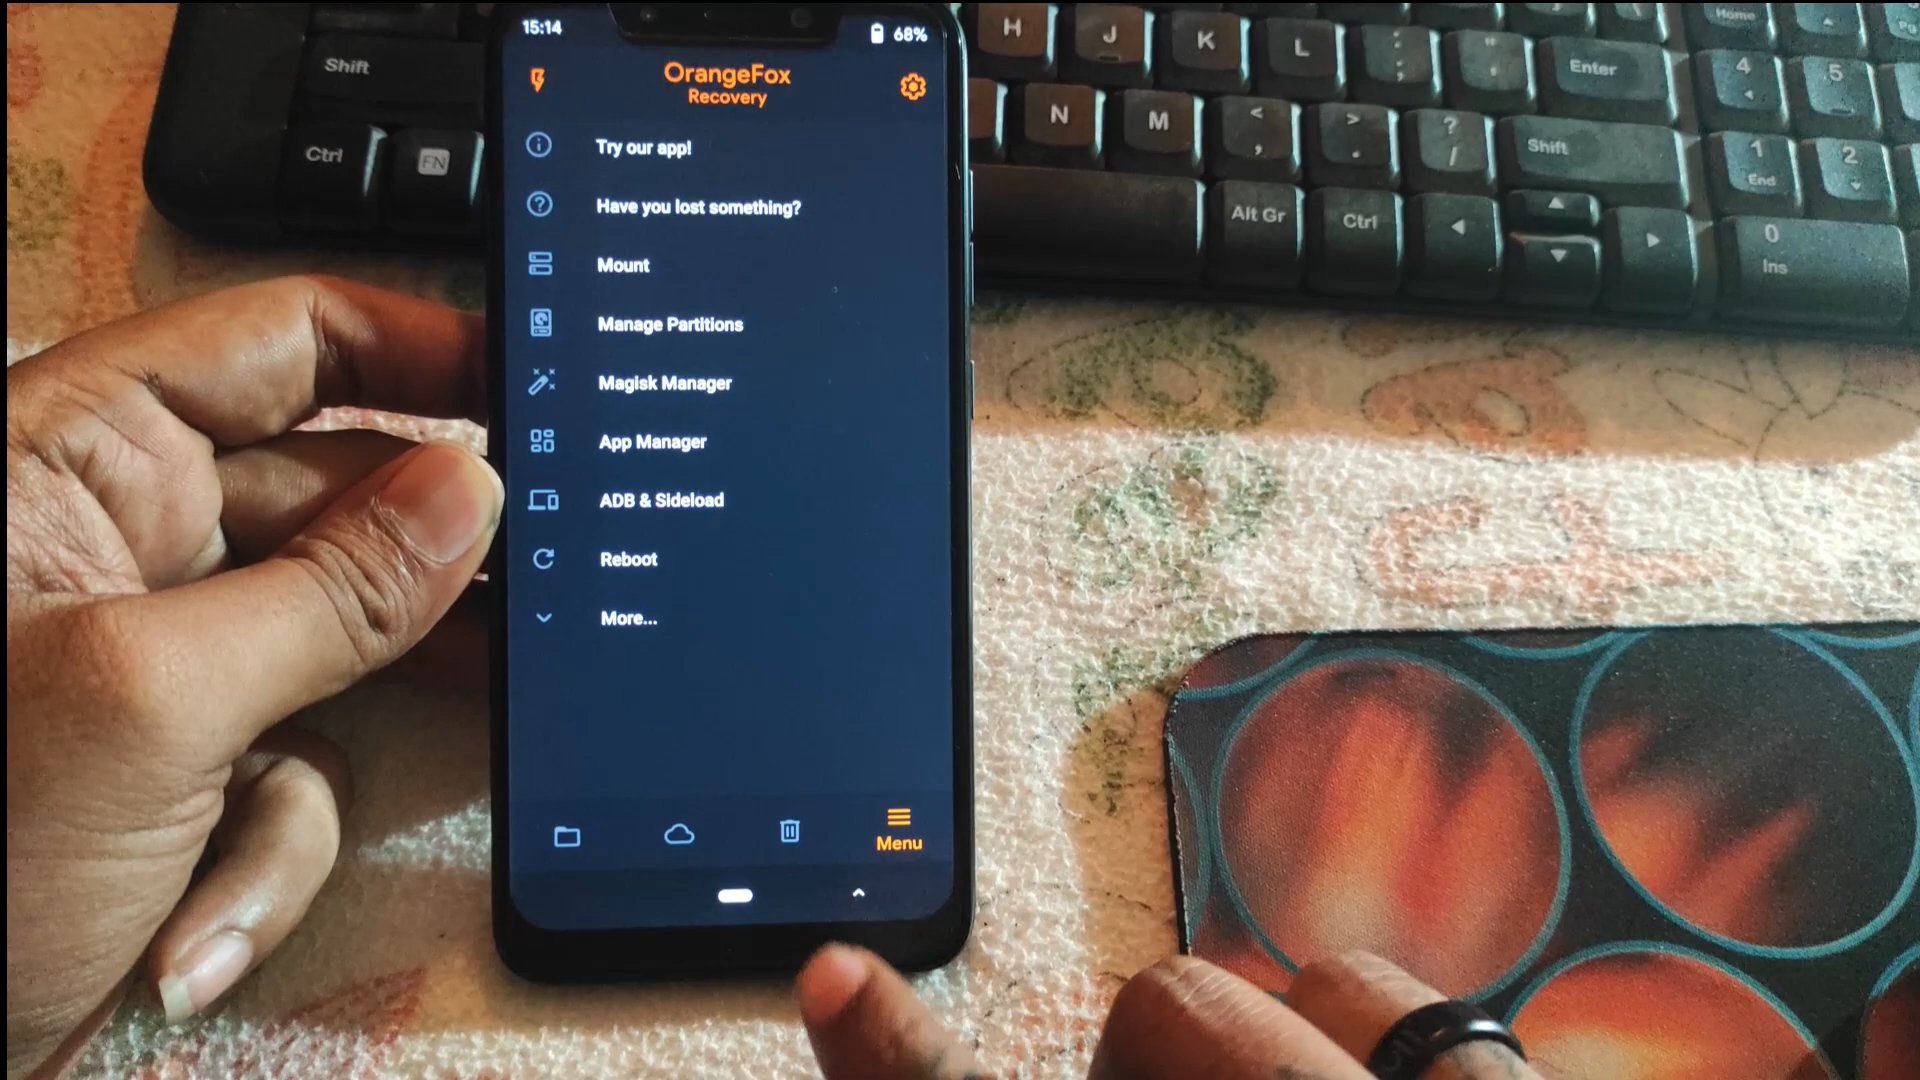 15:14
68%
OrangeFox
Recovery
Try our app!
Have you lost something?
Mount
Manage Partitions
Magisk Manager
App Manager
ADB & Sideload
Reboot
More...
Menu
Shift
Ctrl
FN
H
J
K
L
:
;
"
,
Enter
Home
4
5
N
M
<
,
>
.
?
/
Shift
1
End
2
Alt Gr
Ctrl
0
Ins